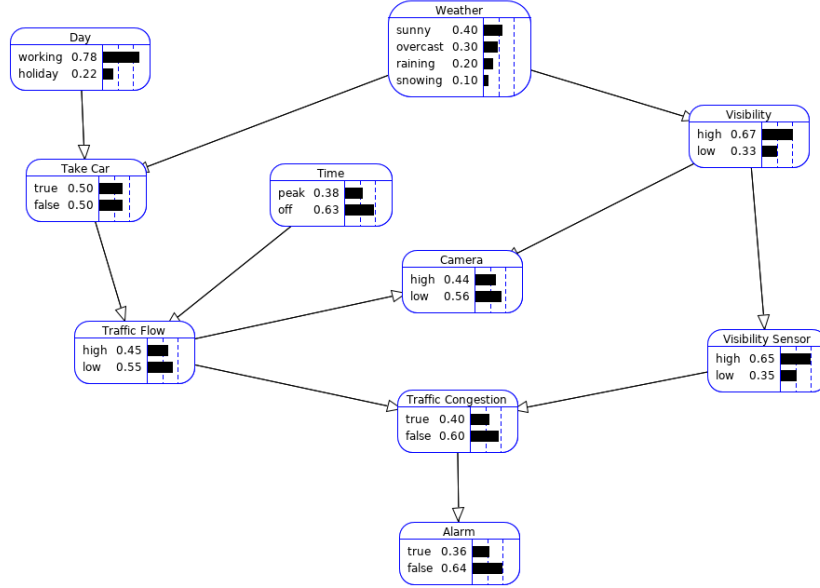 Weather
sunny 0.40
overcast 0.30
raining 0.20
snowing 0.10
Day
working 0.78
holiday 0.22
Visibility
high 0.67
low 0.33
Take Car
true 0.50
false 0.50
Time
peak 0.38
off 0.63
Camera
high 0.44
low 0.56
Traffic Flow
high 0.45
low 0.55
Visibility Sensor
high 0.65
low 0.35
Traffic Congestion
true 0.40
false 0.60
Alarm
true 0.36
false 0.64